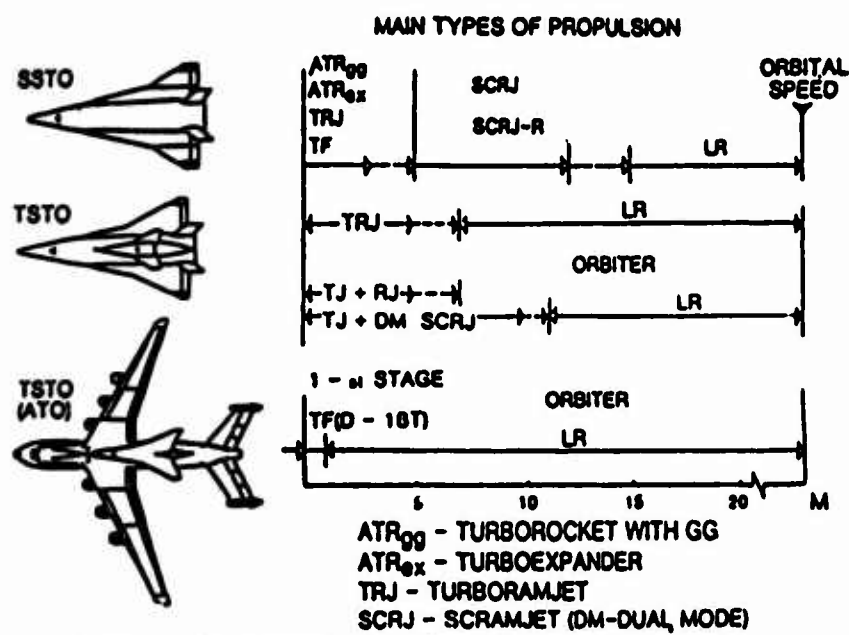 MAIN TYPES OF PROPULSION
SSTO
ATRgg
ATRex
TRJ
TF
SCRJ
SCRJ-R
LR
ORBITAL
SPEED
TSTO
TRJ
LR
ORBITER
TJ + RJ
TJ + DM SCRJ
LR
TSTO
(ATO)
1 - st STAGE
TF(D - 18T)
ORBITER
LR
5 10 15 20 M
ATRgg - TURBOROCKET WITH GG
ATRex - TURBOEXPANDER
TRJ - TURBORAMJET
SCRJ - SCRAMJET (DM-DUAL, MODE)